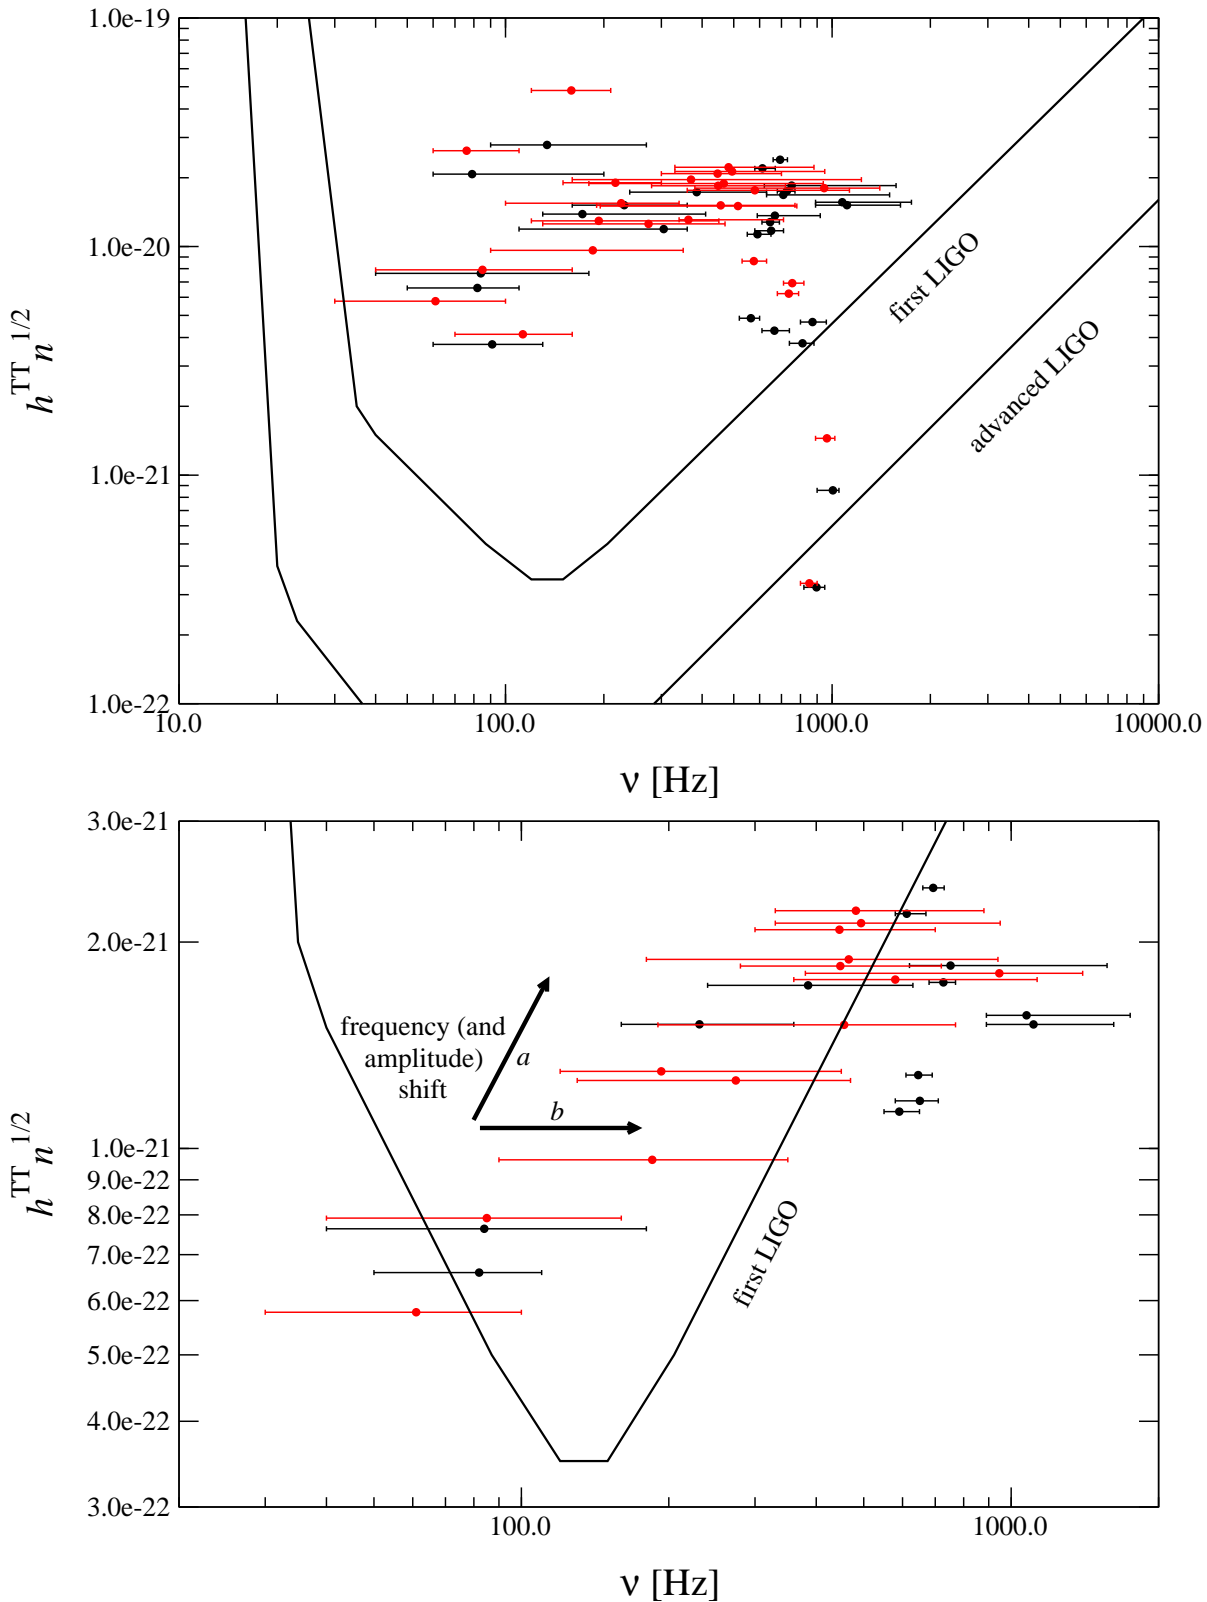 1.0e-19
1.0e-20
1.0e-21
1.0e-22
h^TT n^1/2
first LIGO
advanced LIGO
10.0 100.0 1000.0 10000.0
ν [Hz]
3.0e-21
2.0e-21
1.0e-21
9.0e-22
8.0e-22
7.0e-22
6.0e-22
5.0e-22
4.0e-22
3.0e-22
h^TT n^1/2
frequency (and
amplitude)
shift
a
b
first LIGO
100.0 1000.0
ν [Hz]